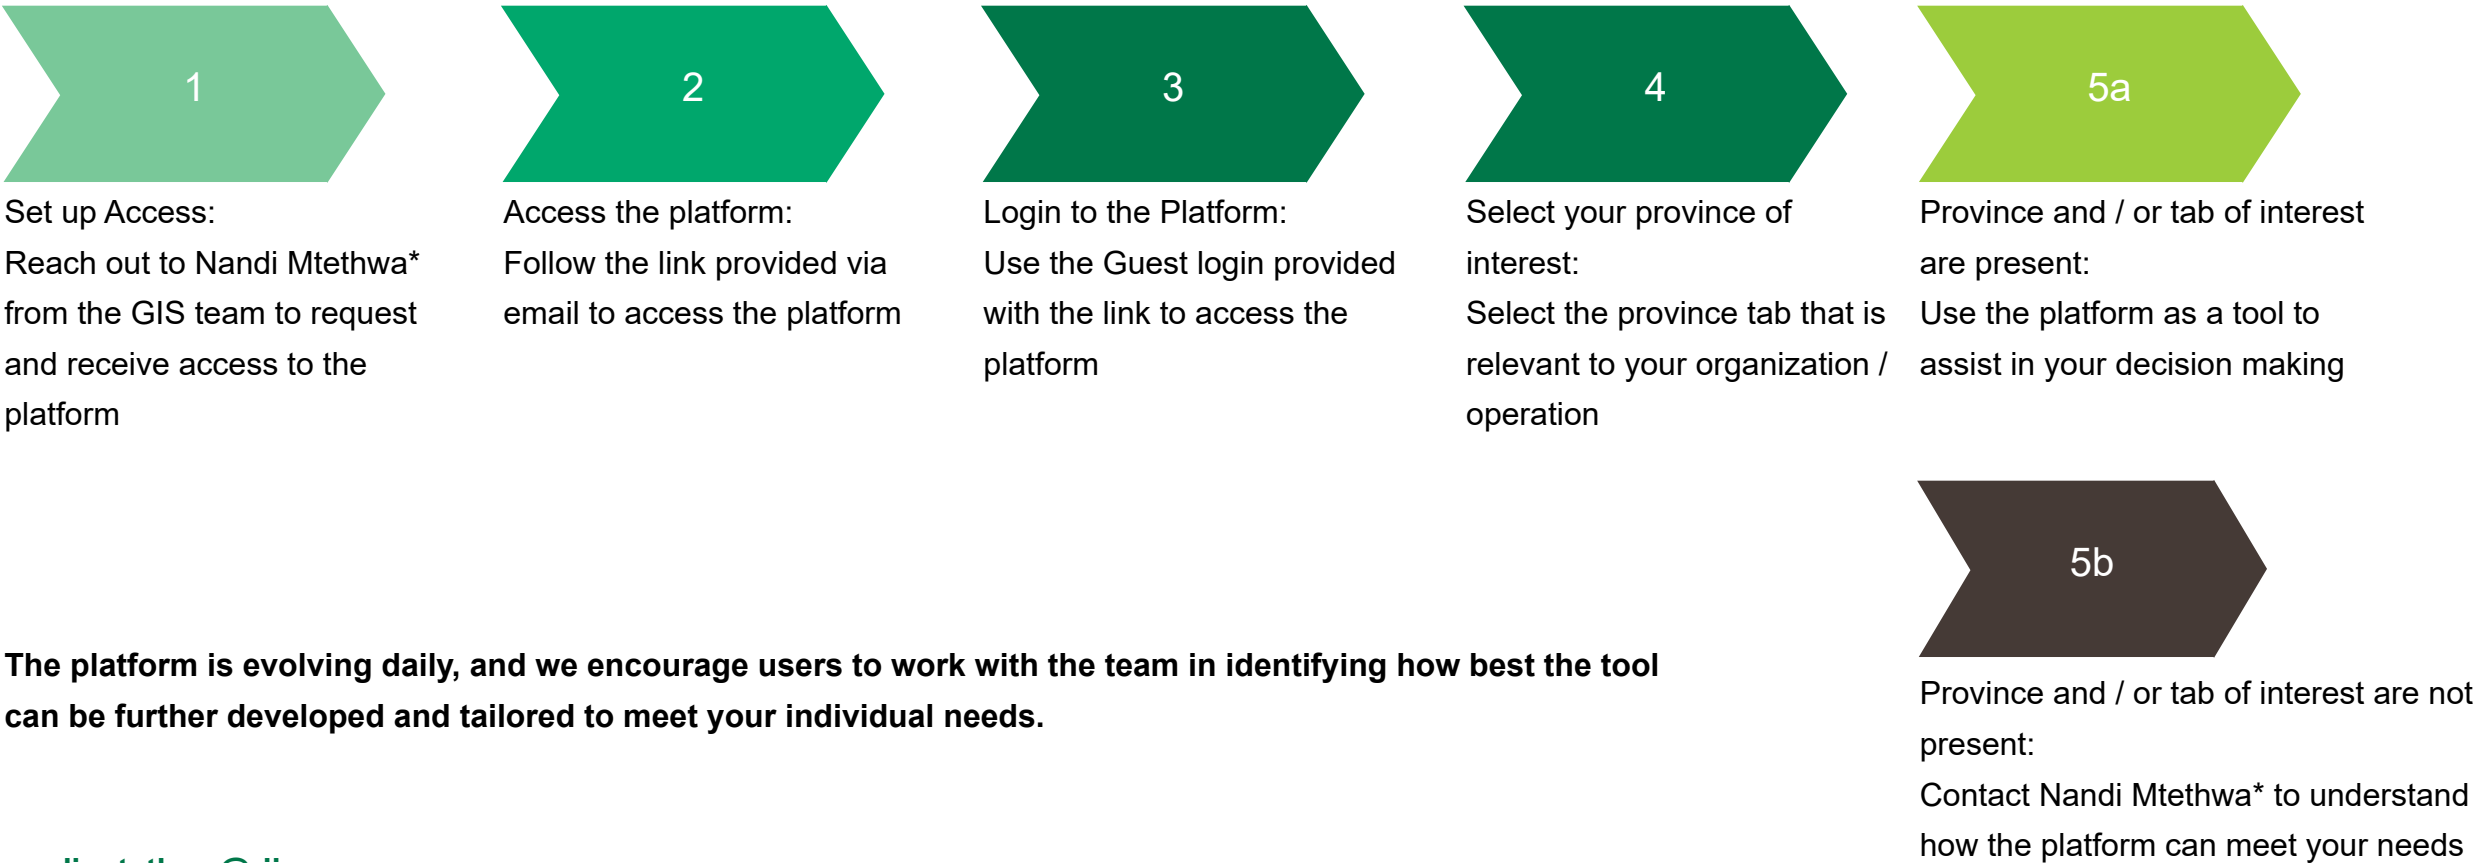 1
Set up Access:
Reach out to Nandi Mtethwa*
from the GIS team to request
and receive access to the
platform
2
Access the platform:
Follow the link provided via
email to access the platform
3
Login to the Platform:
Use the Guest login provided
with the link to access the
platform
4
Select your province of
interest:
Select the province tab that is
relevant to your organization /
operation
5a
Province and / or tab of interest
are present:
Use the platform as a tool to
assist in your decision making
5b
Province and / or tab of interest are not
present:
Contact Nandi Mtethwa* to understand
how the platform can meet your needs
The platform is evolving daily, and we encourage users to work with the team in identifying how best the tool
can be further developed and tailored to meet your individual needs.